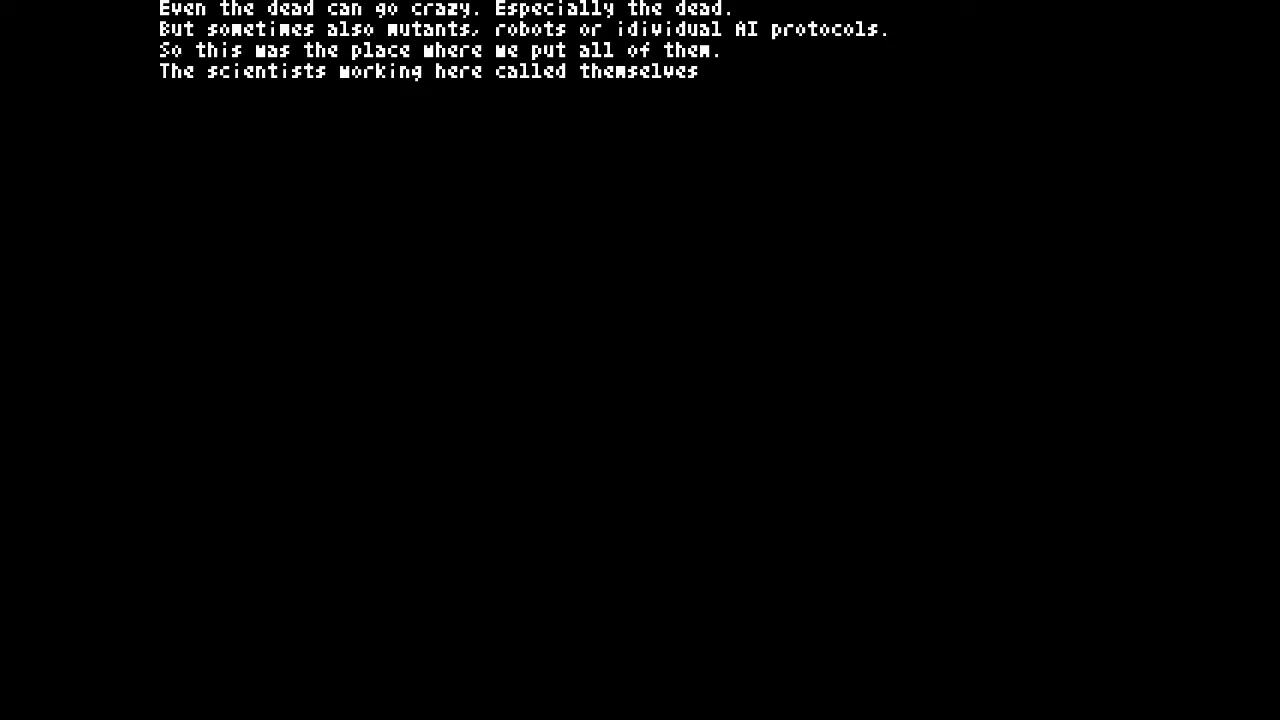 Even the dead can go crazy. Especially the dead.
But sometimes also mutants, robots or idividual AI protocols.
So this was the place where we put all of them.
The scientists working here called themselves